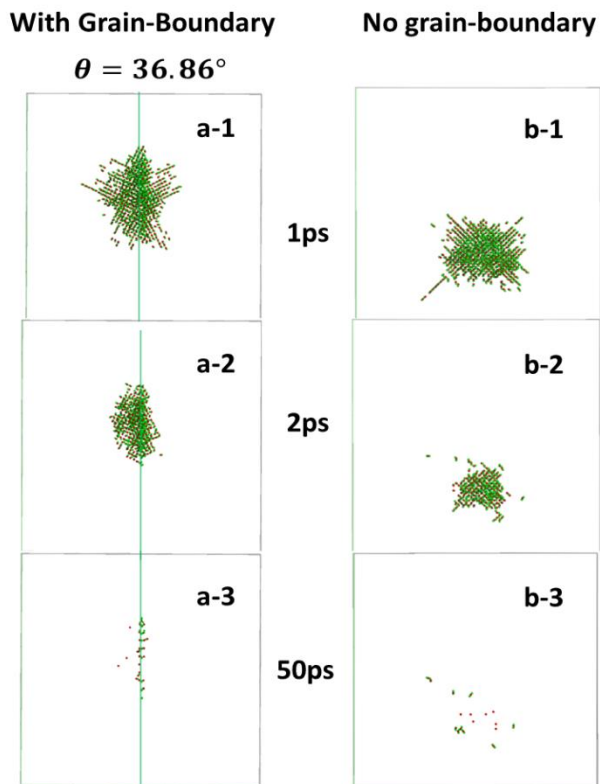 With Grain-Boundary
No grain-boundary
θ = 36.86°
a-1
b-1
1ps
a-2
b-2
2ps
a-3
b-3
50ps